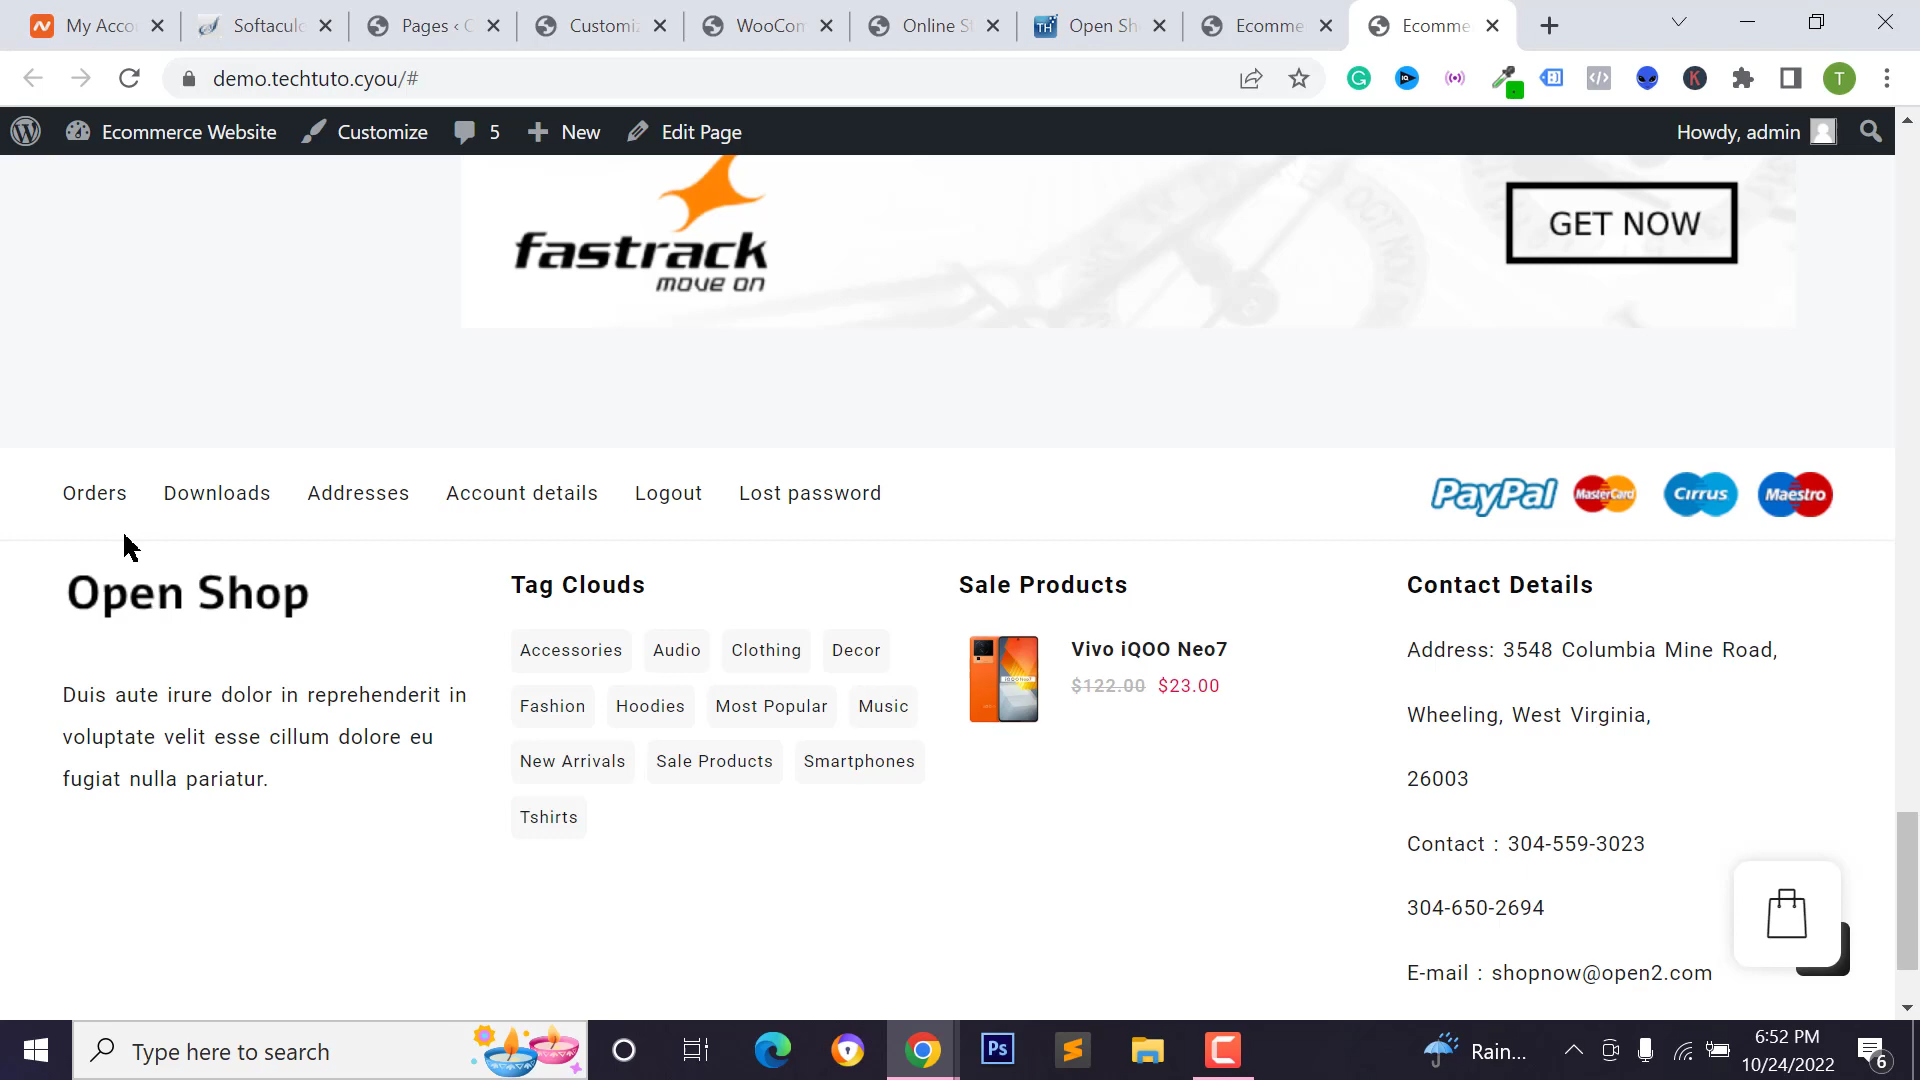 My Acco
Softaculo
Pages ‹ C
Customiz
WooCom
Online St
TH
Open Sh
Ecomme
Ecomme
demo.techtuto.cyou/#
T
Ecommerce Website
Customize
5
New
Edit Page
Howdy, admin
fastrack
move on
GET NOW
Orders
Downloads
Addresses
Account details
Logout
Lost password
PayPal
MasterCard
Cirrus
Maestro
Open Shop
Duis aute irure dolor in reprehenderit in
voluptate velit esse cillum dolore eu
fugiat nulla pariatur.
Tag Clouds
Accessories
Audio
Clothing
Decor
Fashion
Hoodies
Most Popular
Music
New Arrivals
Sale Products
Smartphones
Tshirts
Sale Products
Vivo iQOO Neo7
$122.00 $23.00
Contact Details
Address: 3548 Columbia Mine Road,
Wheeling, West Virginia,
26003
Contact : 304-559-3023
304-650-2694
E-mail : shopnow@open2.com
Type here to search
Ps
Rain...
6:52 PM
10/24/2022
6